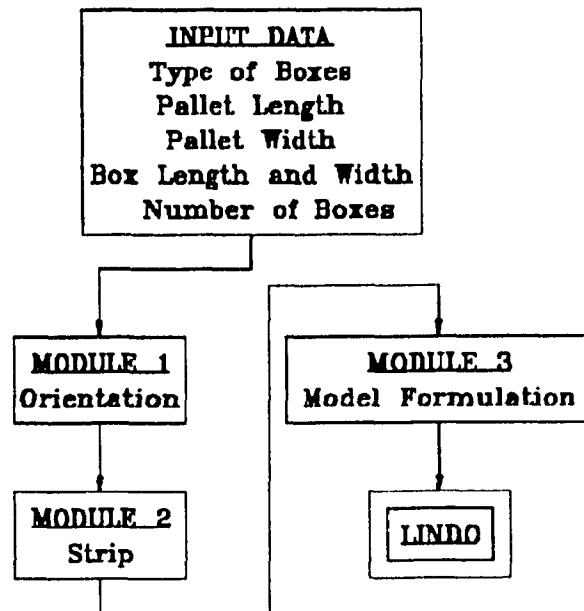 INPUT DATA
Type of Boxes
Pallet Length
Pallet Width
Box Length and Width
Number of Boxes
MODULE 1
Orientation
MODULE 2
Strip
MODULE 3
Model Formulation
LINDO